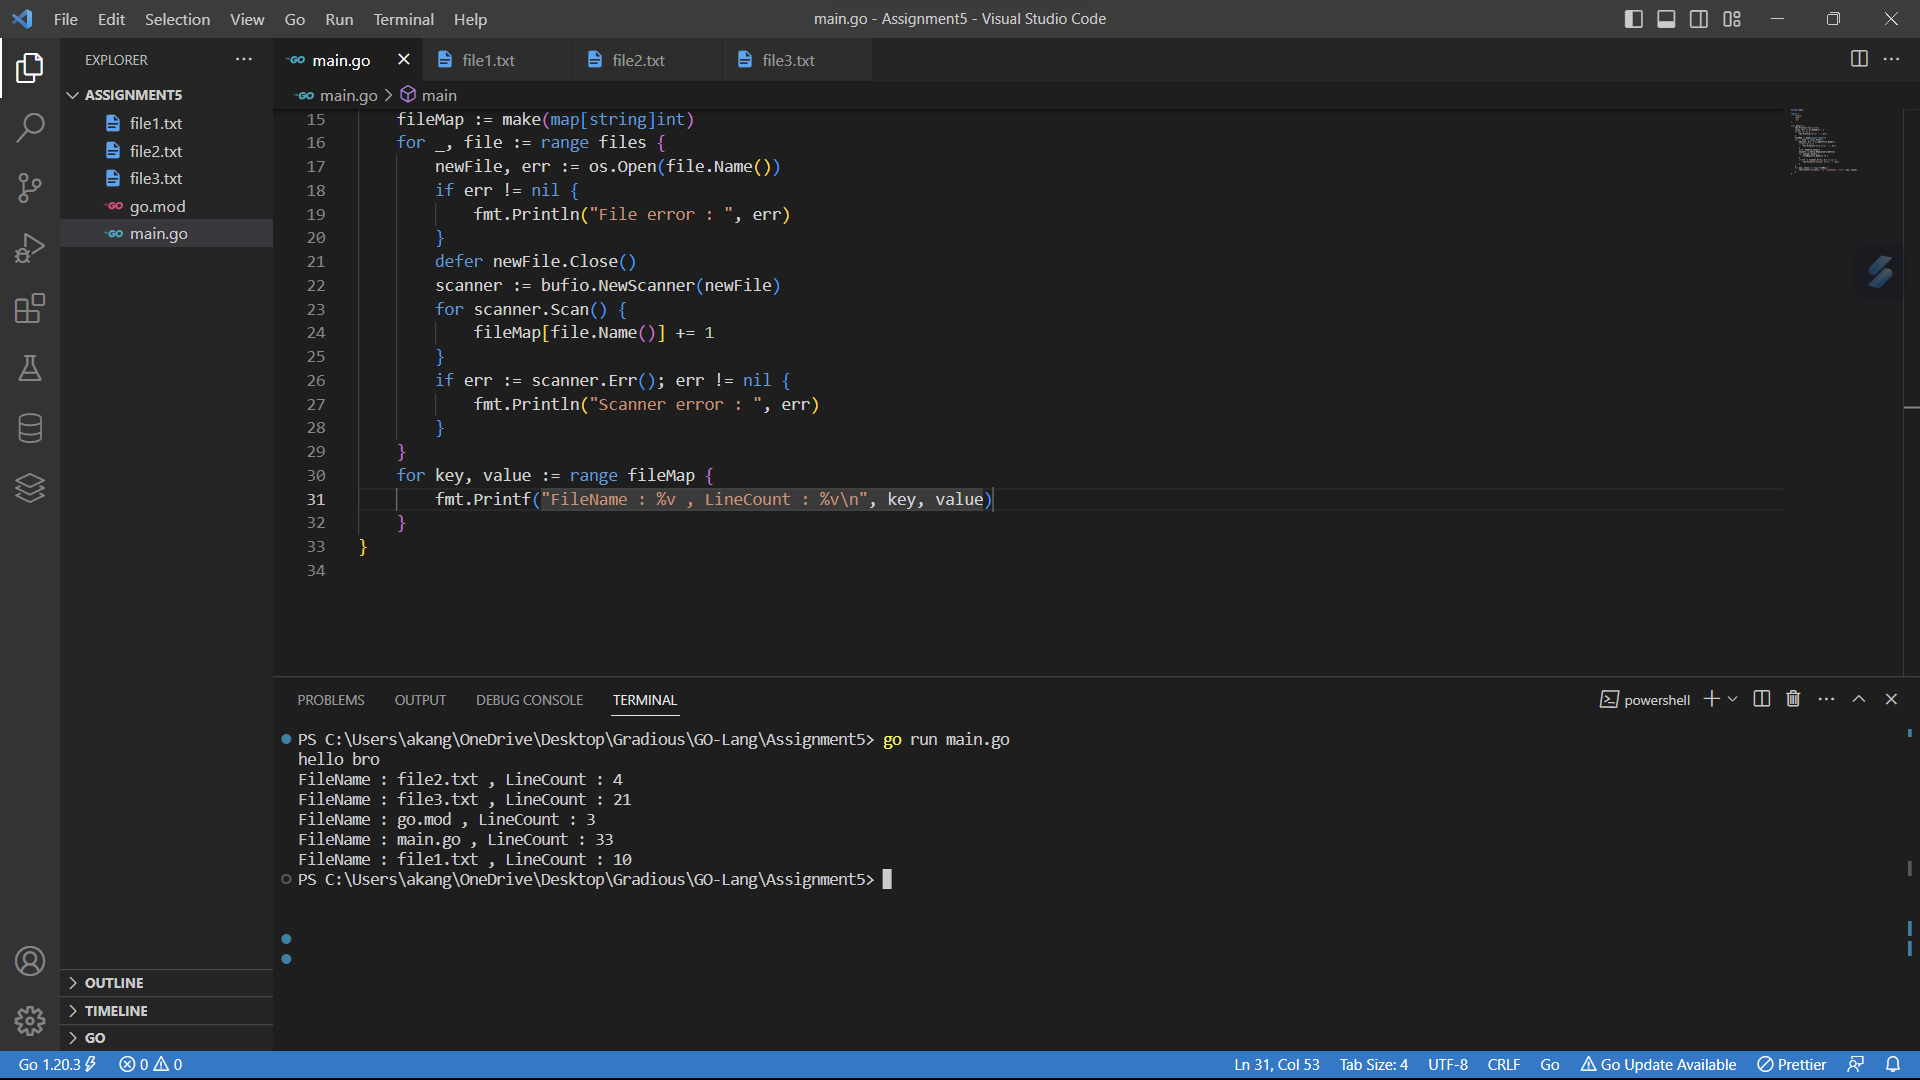 File Edit Selection View Go Run Terminal Help
main.go - Assignment5 - Visual Studio Code
EXPLORER
ASSIGNMENT5
file1.txt
file2.txt
file3.txt
go.mod
main.go
OUTLINE
TIMELINE
GO
main.go file1.txt file2.txt file3.txt
main.go > main
15 fileMap := make(map[string]int)
16 for _, file := range files {
17 newFile, err := os.Open(file.Name())
18 if err != nil {
19 fmt.Println("File error : ", err)
20 }
21 defer newFile.Close()
22 scanner := bufio.NewScanner(newFile)
23 for scanner.Scan() {
24 fileMap[file.Name()] += 1
25 }
26 if err := scanner.Err(); err != nil {
27 fmt.Println("Scanner error : ", err)
28 }
29 }
30 for key, value := range fileMap {
31 fmt.Printf("FileName : %v , LineCount : %v\n", key, value)
32 }
33 }
34
PROBLEMS OUTPUT DEBUG CONSOLE TERMINAL
powershell
PS C:\Users\akang\OneDrive\Desktop\Gradious\GO-Lang\Assignment5> go run main.go
hello bro
FileName : file2.txt , LineCount : 4
FileName : file3.txt , LineCount : 21
FileName : go.mod , LineCount : 3
FileName : main.go , LineCount : 33
FileName : file1.txt , LineCount : 10
PS C:\Users\akang\OneDrive\Desktop\Gradious\GO-Lang\Assignment5>
Go 1.20.3 0 0 Ln 31, Col 53 Tab Size: 4 UTF-8 CRLF Go Go Update Available Prettier